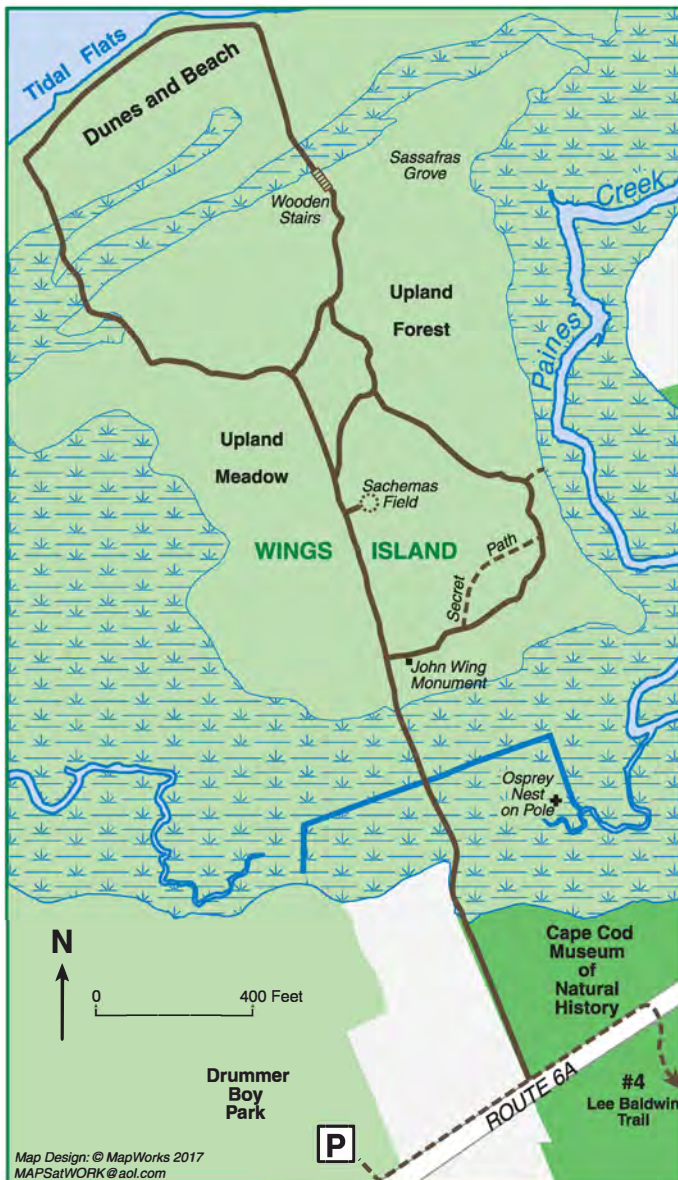 Tidal Flats
Dunes and Beach
Sassafras
Grove
Wooden
Stairs
Creek
Paines
Upland
Forest
Upland
Meadow
Sachemas
Field
WINGS ISLAND
Secret Path
John Wing
Monument
Osprey
Nest
on Pole
Cape Cod
Museum
of
Natural
History
N
0 400 Feet
Drummer
Boy
Park
ROUTE 6A
#4
Lee Baldwin
Trail
P
Map Design: © MapWorks 2017
MAPSatWORK@aol.com